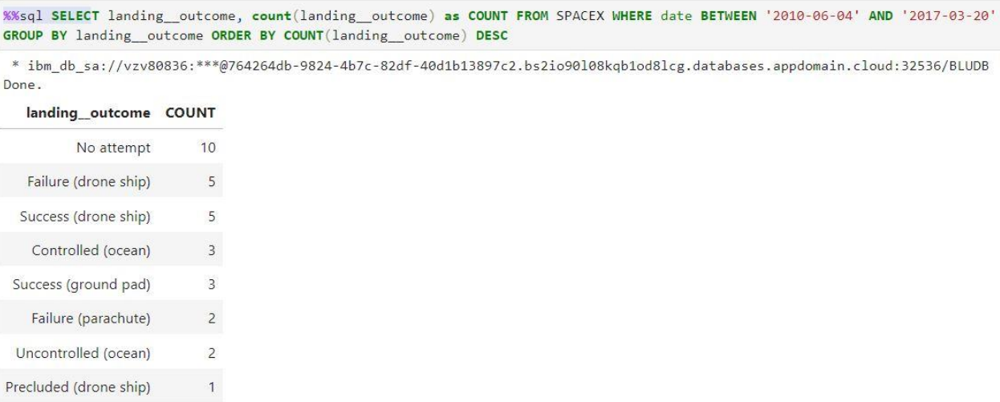 %%sql SELECT landing__outcome, count(landing__outcome) as COUNT FROM SPACEX WHERE date BETWEEN '2010-06-04' AND '2017-03-20'
GROUP BY landing__outcome ORDER BY COUNT(landing__outcome) DESC
* ibm_db_sa://vzv80836:***@764264db-9824-4b7c-82df-40d1b13897c2.bs2io90l08kqb1od8lcg.databases.appdomain.cloud:32536/BLUDB
Done.
landing__outcome COUNT
No attempt 10
Failure (drone ship) 5
Success (drone ship) 5
Controlled (ocean) 3
Success (ground pad) 3
Failure (parachute) 2
Uncontrolled (ocean) 2
Precluded (drone ship) 1